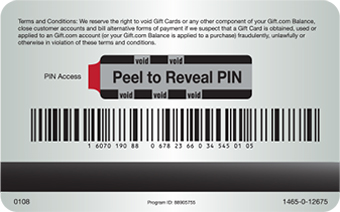 Terms and Conditions: We reserve the right to void Gift Cards or any other component of your Gift.com Balance,
close customer accounts and bill alternative forms of payment if we suspect that a Gift Card is obtained, used or
applied to an Gift.com account (or your Gift.com Balance is applied to a purchase) fraudulently, unlawfully or
otherwise in violation of these terms and conditions.
void void
PIN Access Peel to Reveal PIN
void void void
1 6070 190 88 0 678 23 66 0 34 545 01 05
0108 Program ID: 98905755 1465-0-12675